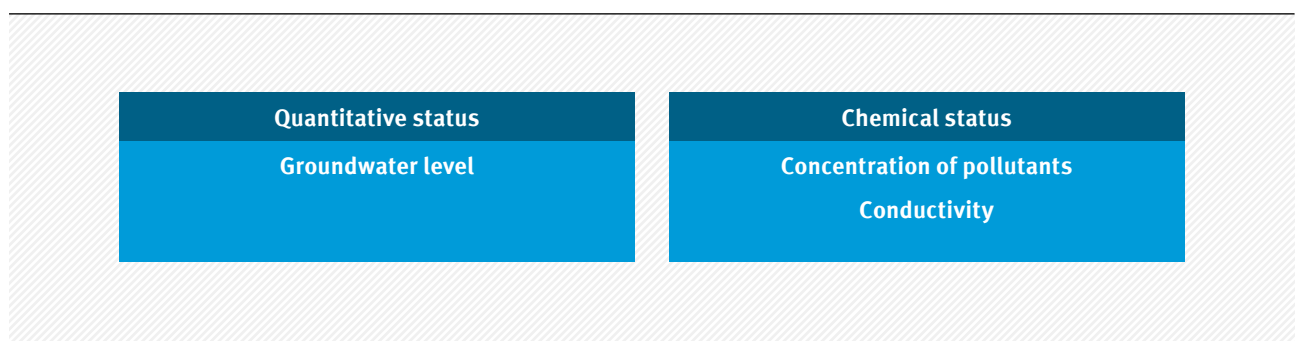 Quantitative status
Groundwater level
Chemical status
Concentration of pollutants
Conductivity